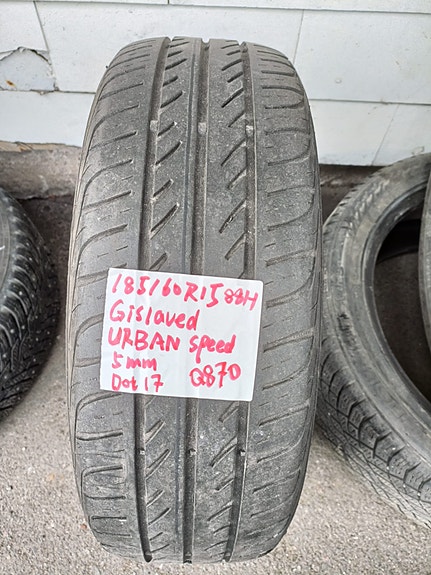 185/60R15 88H
Gislaved
URBAN speed
5mm
Dot 17 Q870